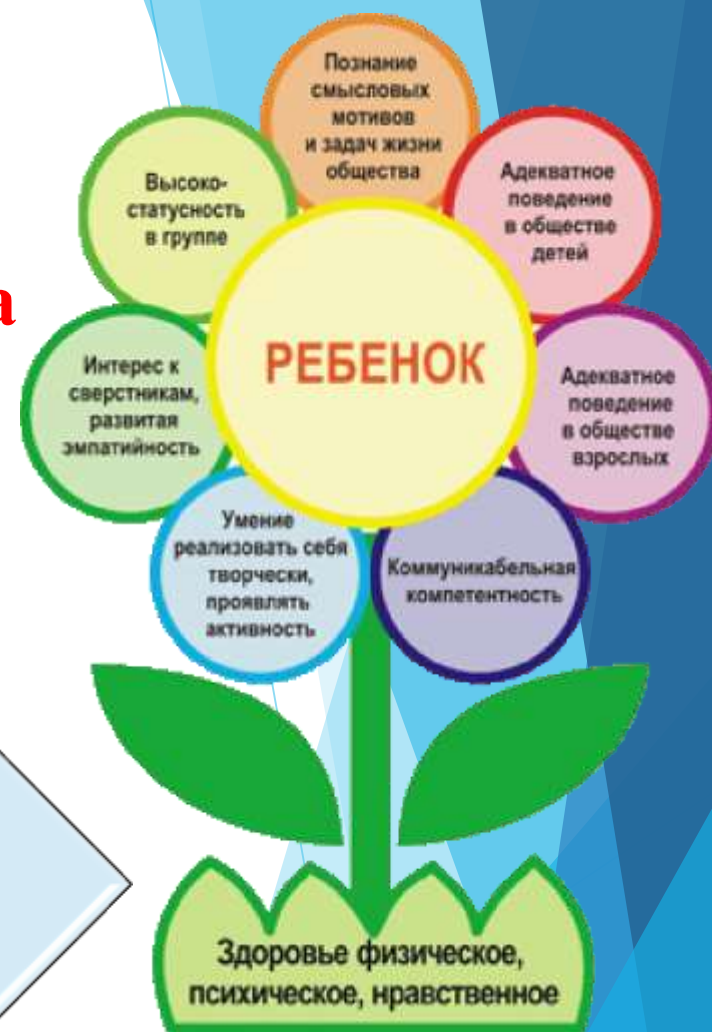 Познание
смысловых
мотивов
и задач жизни
общества
Высоко-
статусность
в группе
Адекватное
поведение
в обществе
детей
а
РЕБЕНОК
Интерес к
сверстникам,
развитая
эмпатийность
Адекватное
поведение
в обществе
взрослых
Умение
реализовать себя
творчески,
проявлять
активность
Коммуникабельная
компетентность
Здоровье физическое,
психическое, нравственное